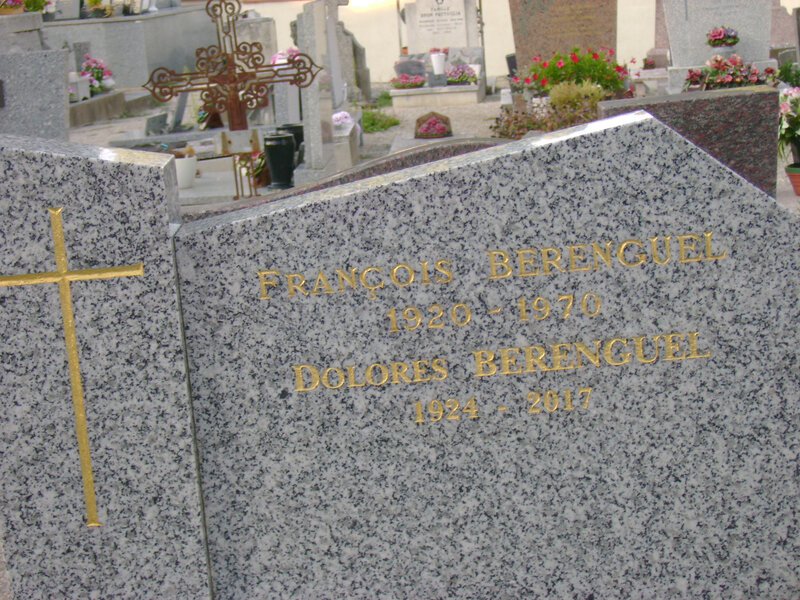 FRANÇOIS BERENGUEL
1920 - 1970
DOLORES BERENGUEL
1924 - 2017